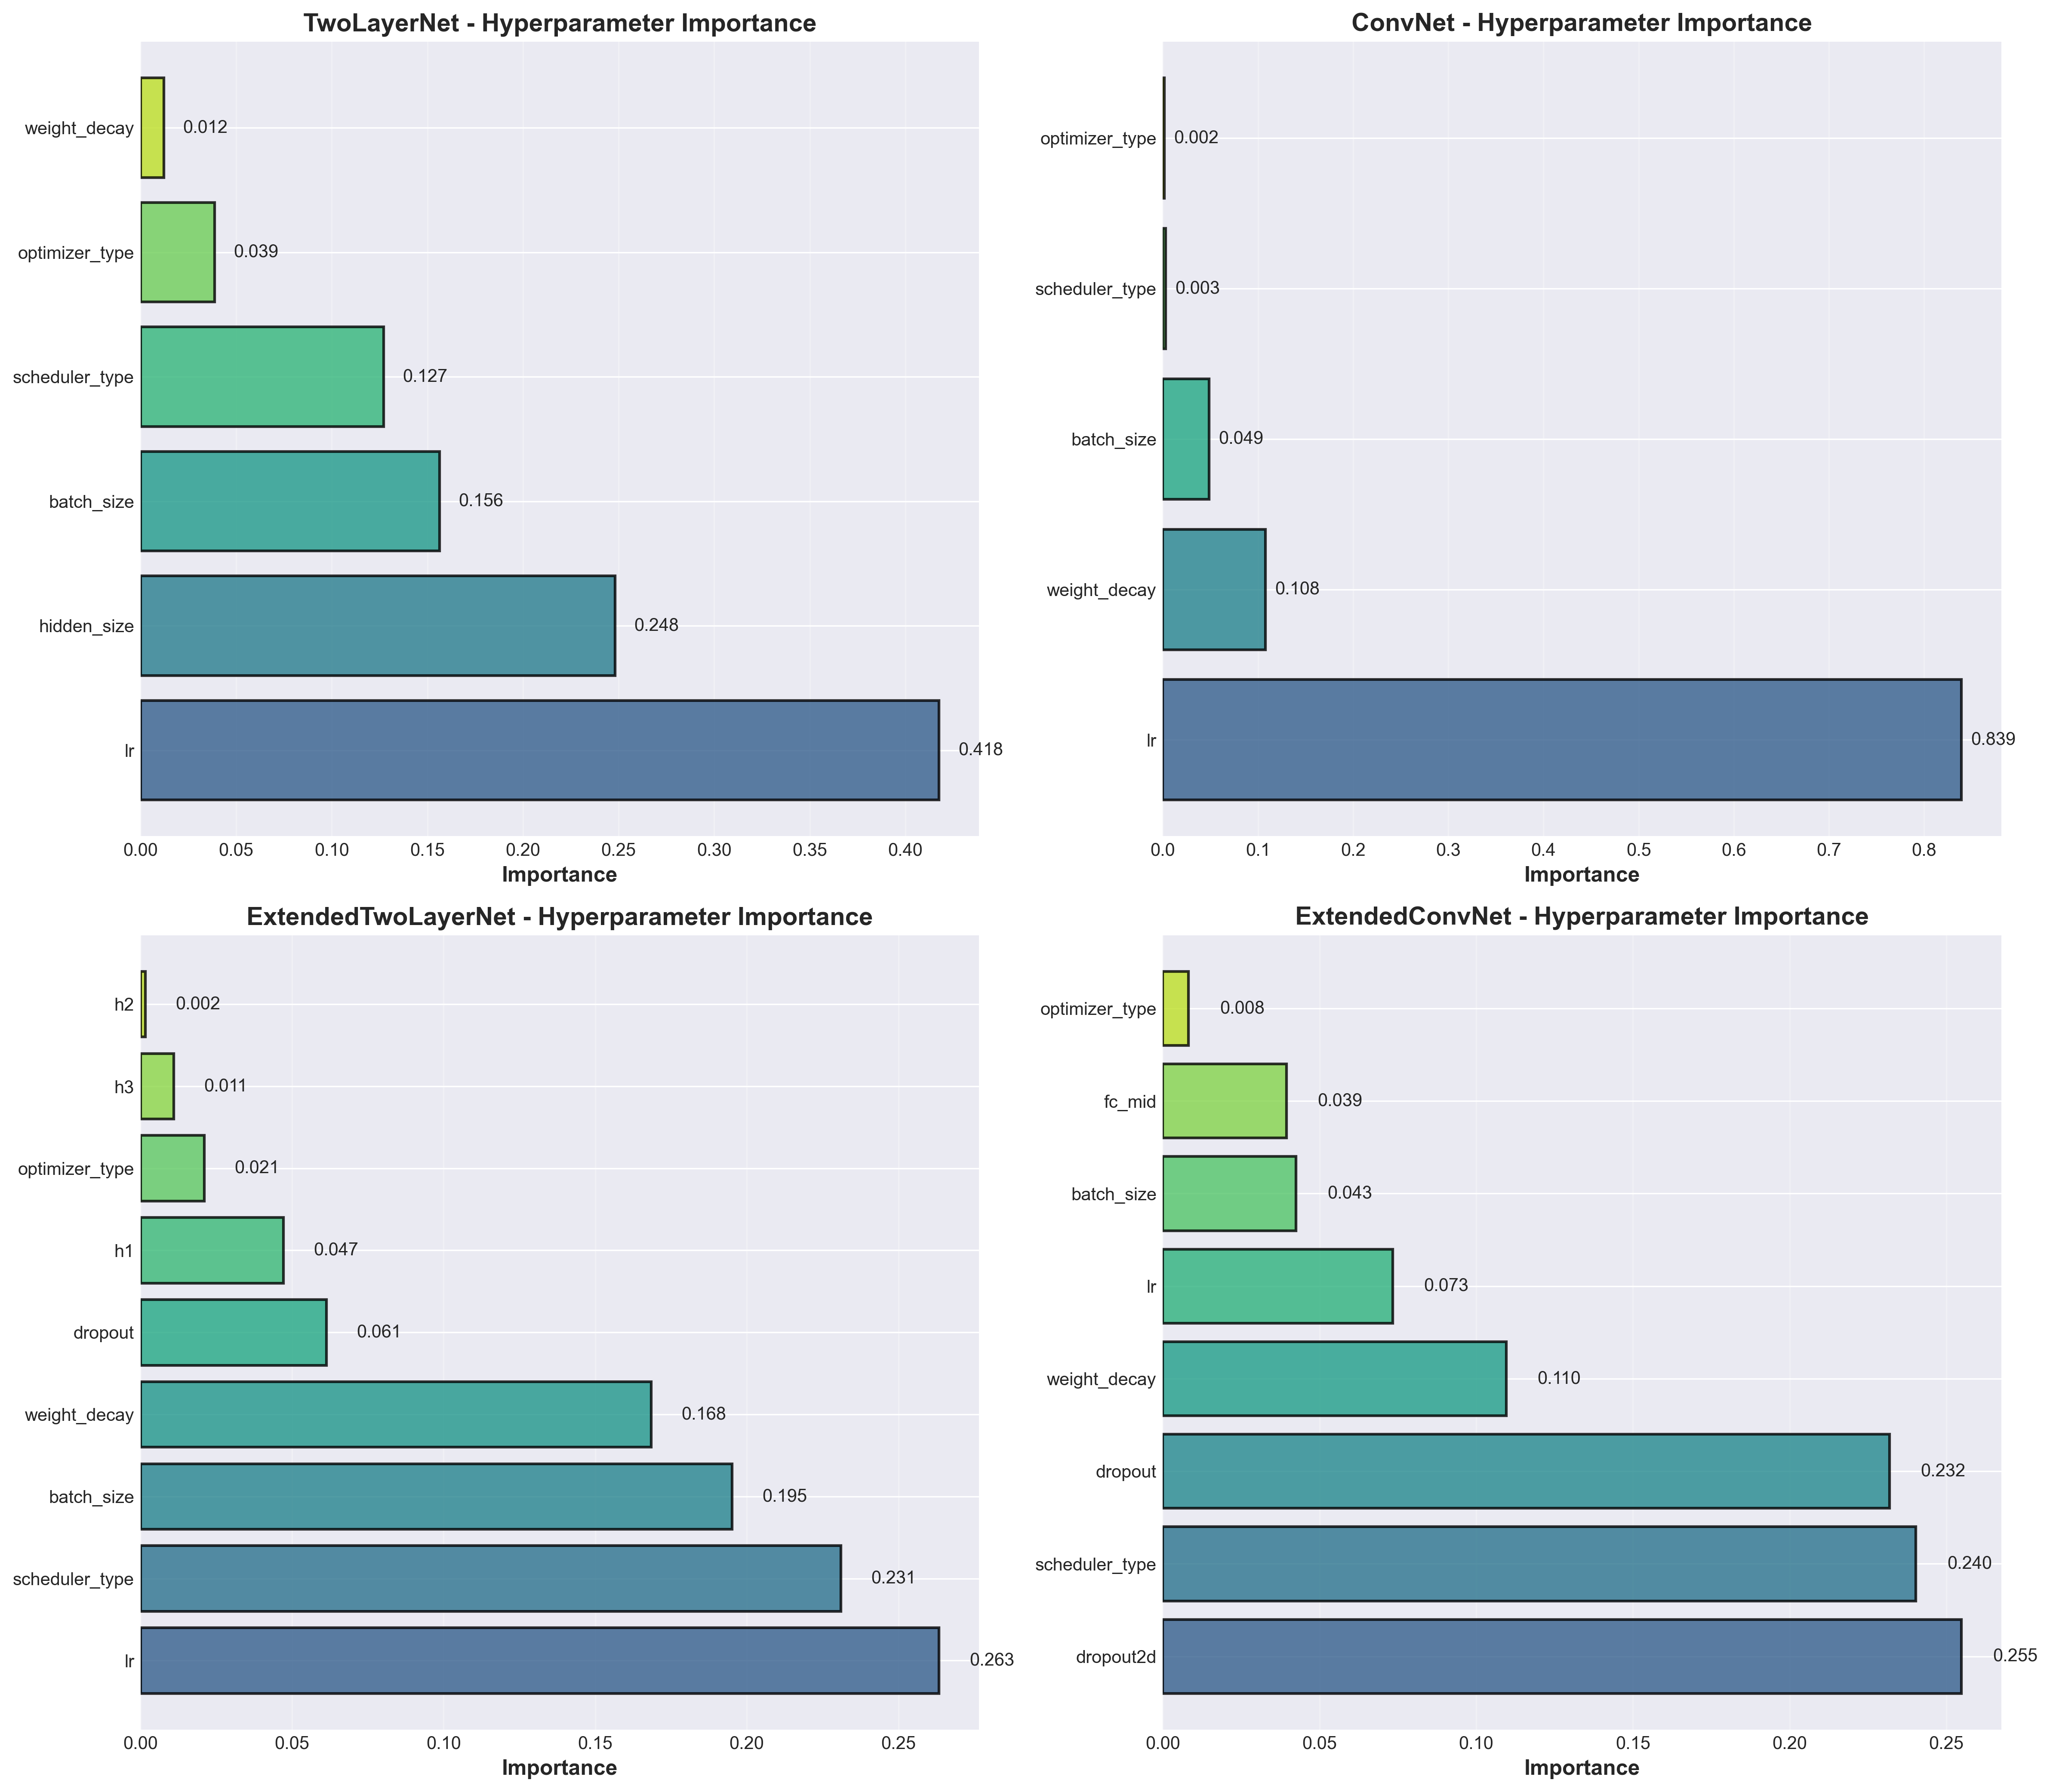 TwoLayerNet - Hyperparameter Importance
weight_decay
0.012
optimizer_type
0.039
scheduler_type
0.127
batch_size
0.156
hidden_size
0.248
lr
0.418
0.00 0.05 0.10 0.15 0.20 0.25 0.30 0.35 0.40
Importance
ConvNet - Hyperparameter Importance
optimizer_type
0.002
scheduler_type
0.003
batch_size
0.049
weight_decay
0.108
lr
0.839
0.0 0.1 0.2 0.3 0.4 0.5 0.6 0.7 0.8
Importance
ExtendedTwoLayerNet - Hyperparameter Importance
h2
0.002
h3
0.011
optimizer_type
0.021
h1
0.047
dropout
0.061
weight_decay
0.168
batch_size
0.195
scheduler_type
0.231
lr
0.263
0.00 0.05 0.10 0.15 0.20 0.25
Importance
ExtendedConvNet - Hyperparameter Importance
optimizer_type
0.008
fc_mid
0.039
batch_size
0.043
lr
0.073
weight_decay
0.110
dropout
0.232
scheduler_type
0.240
dropout2d
0.255
0.00 0.05 0.10 0.15 0.20 0.25
Importance